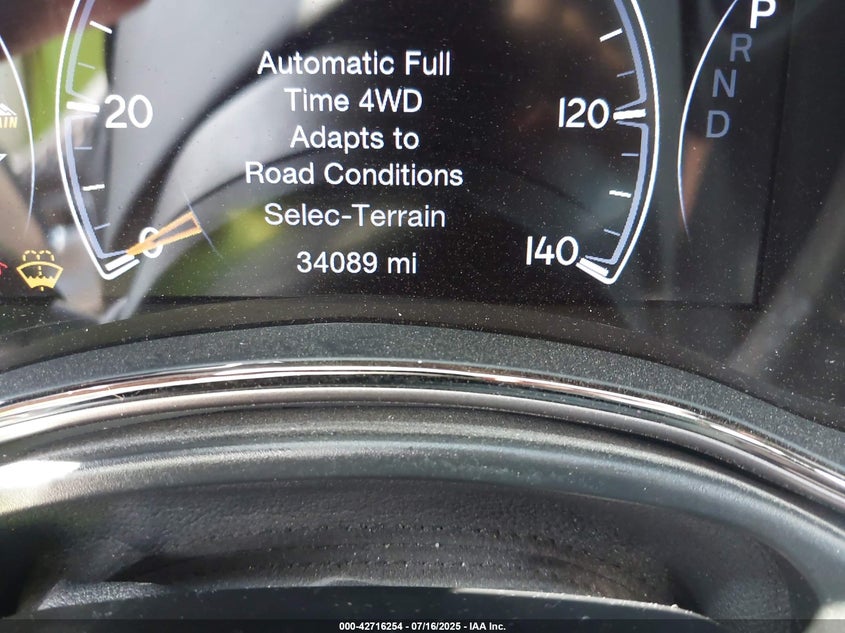 P
R
N
D
Automatic Full
Time 4WD
Adapts to
Road Conditions
Selec-Terrain
34089 mi
20
0
120
140
000-42716254 - 07/16/2025 - IAA Inc.